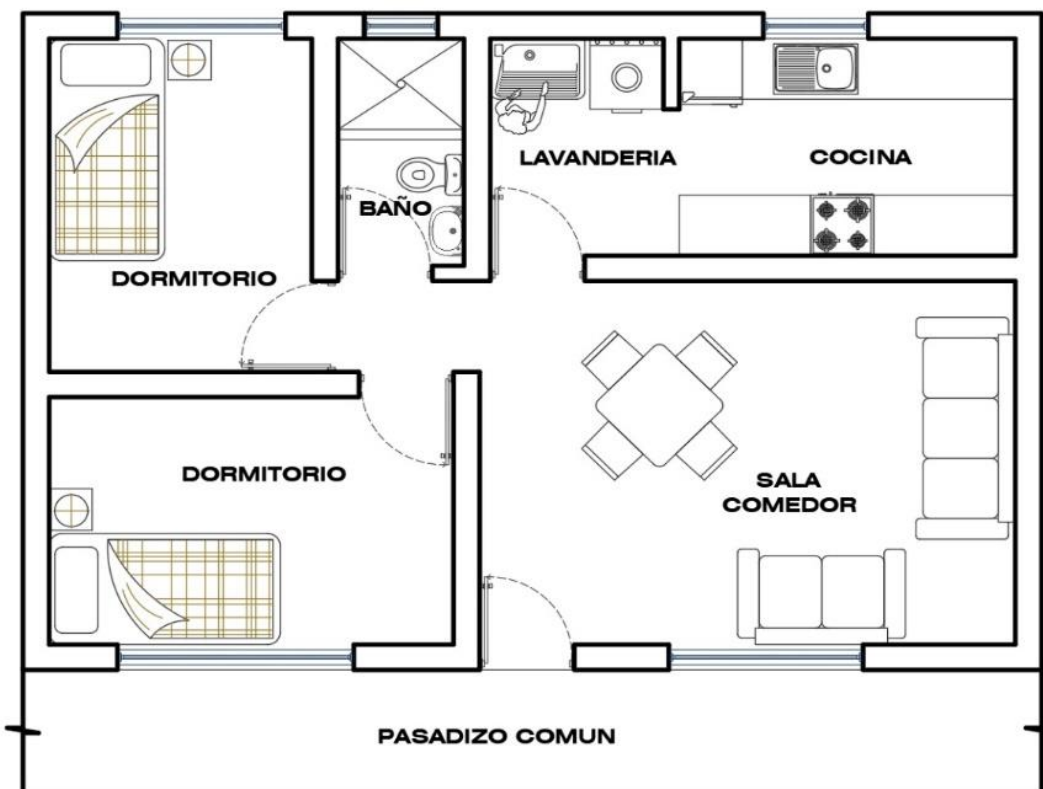 LAVANDERIA
COCINA
BAÑO
DORMITORIO
DORMITORIO
SALA
COMEDOR
PASADIZO COMUN